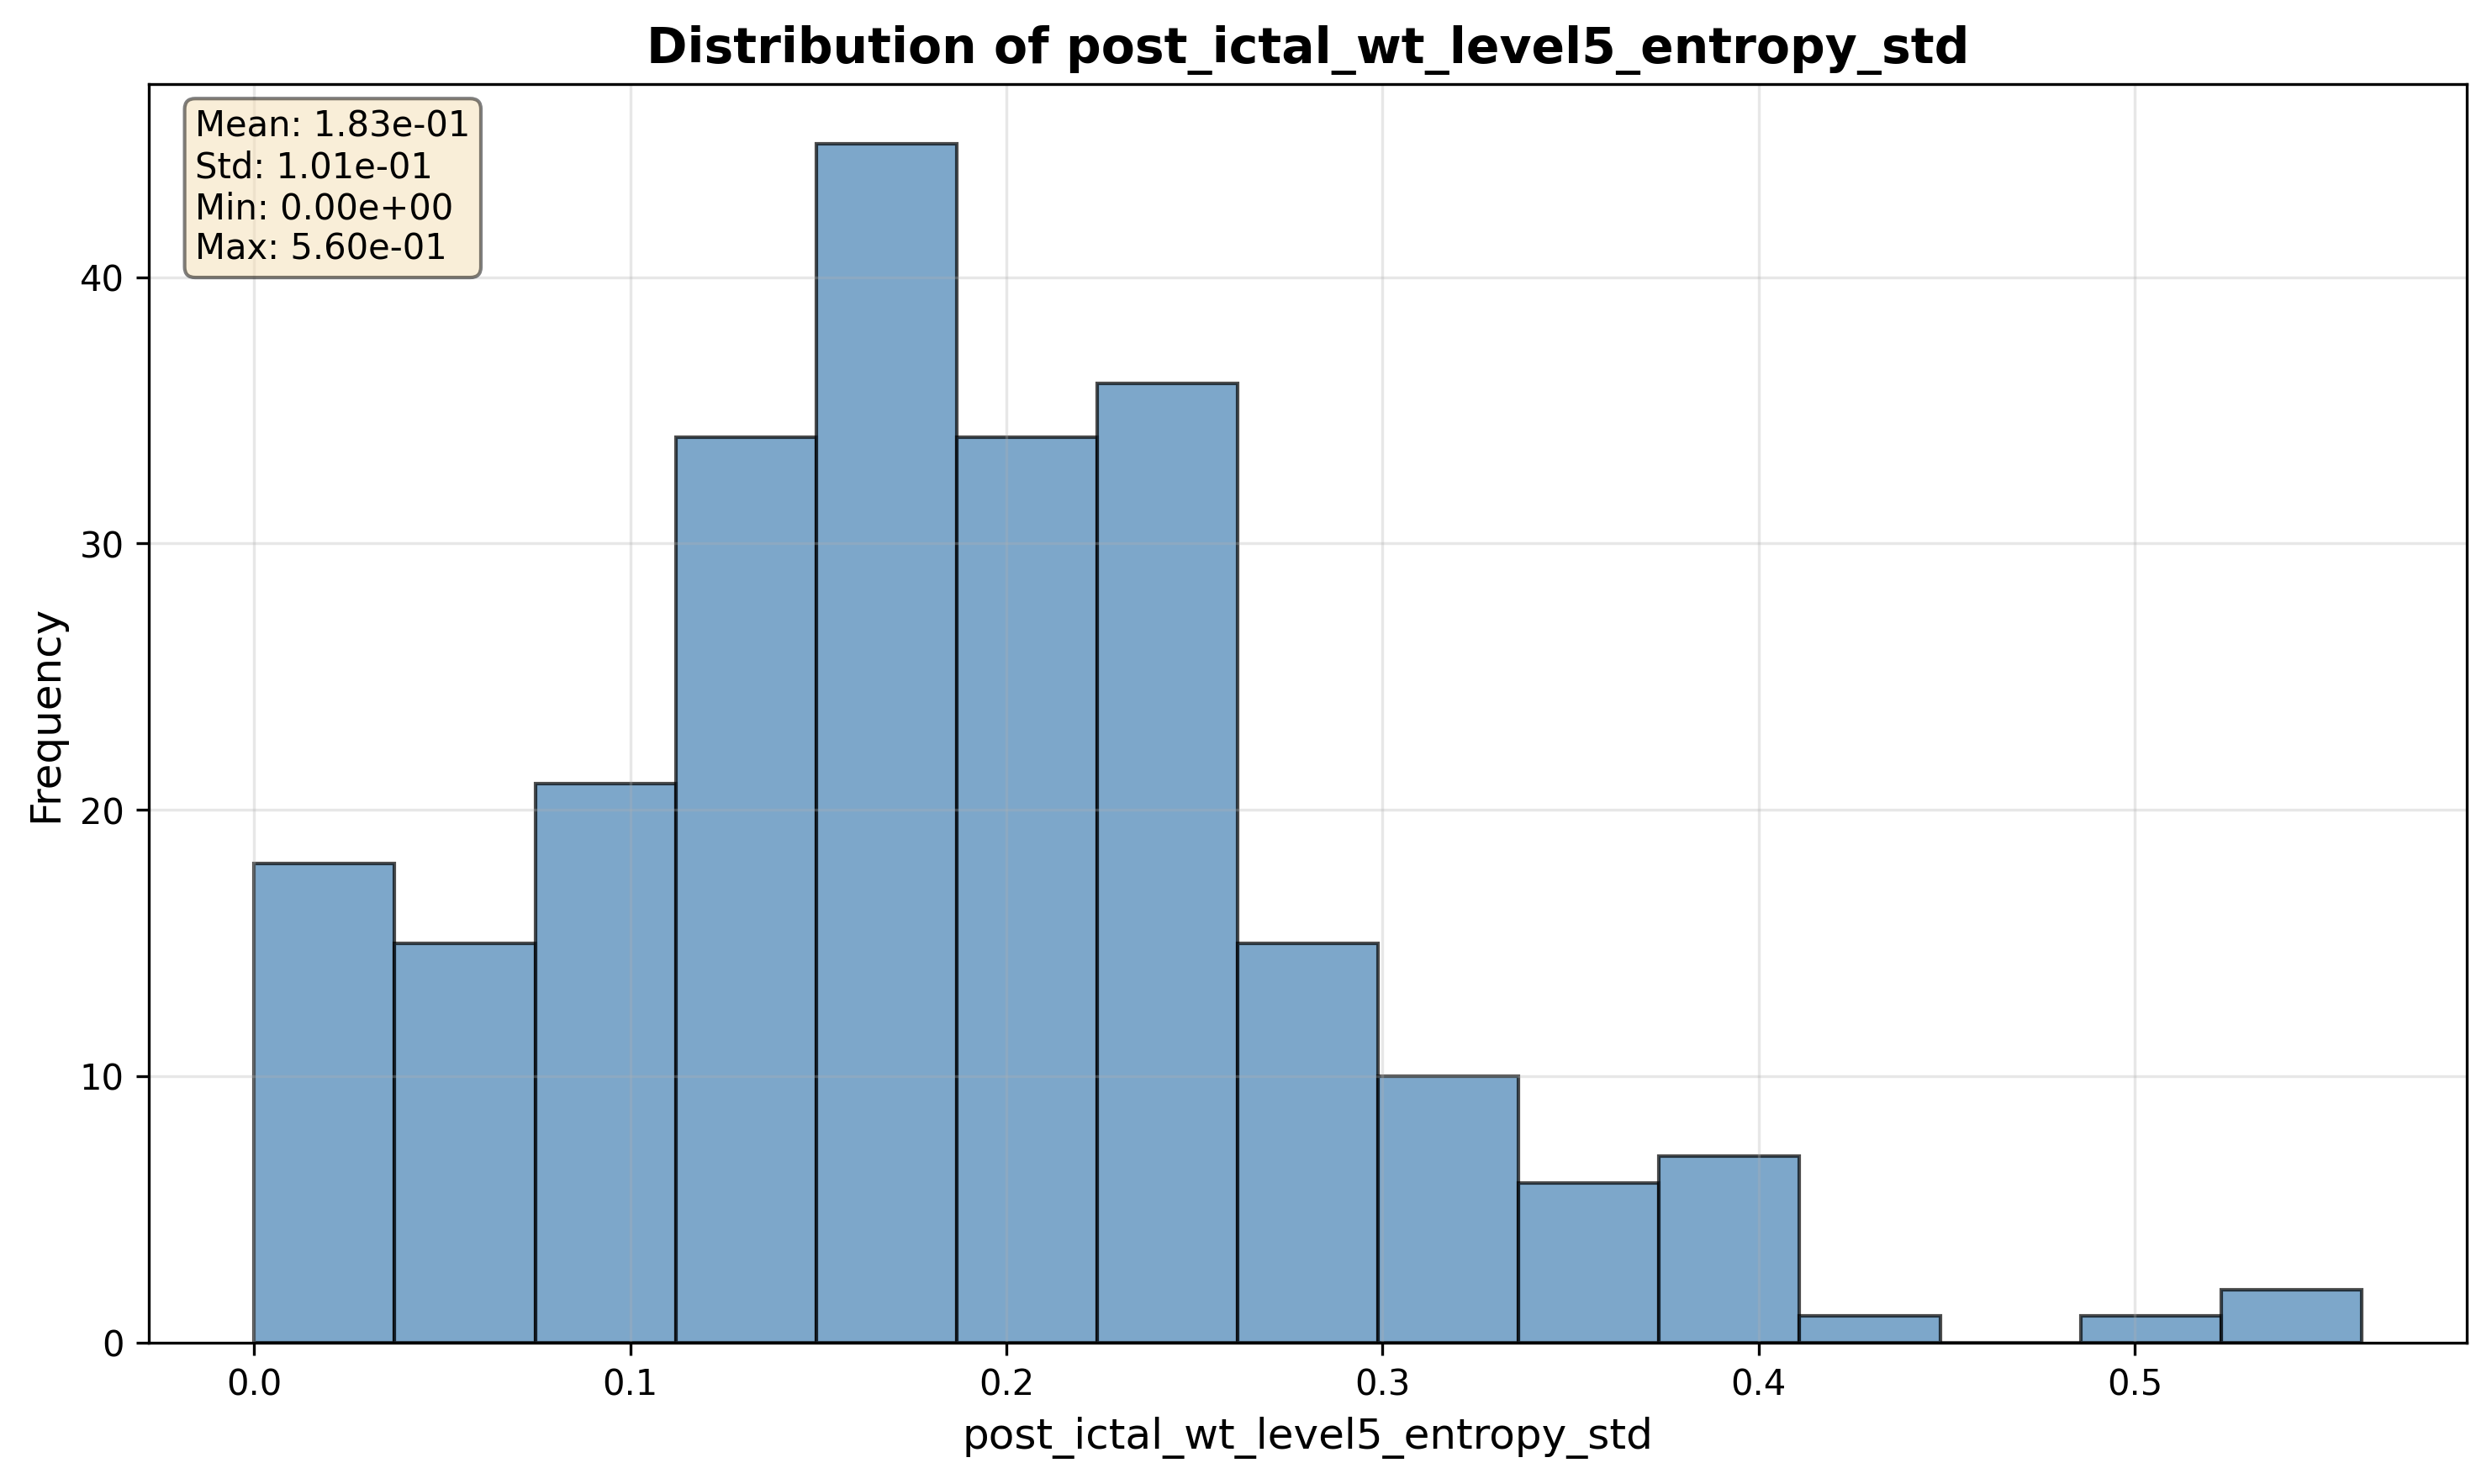 Distribution of post_ictal_wt_level5_entropy_std
Mean: 1.83e-01
Std: 1.01e-01
Min: 0.00e+00
Max: 5.60e-01
Frequency
40
30
20
10
0
0.0 0.1 0.2 0.3 0.4 0.5
post_ictal_wt_level5_entropy_std